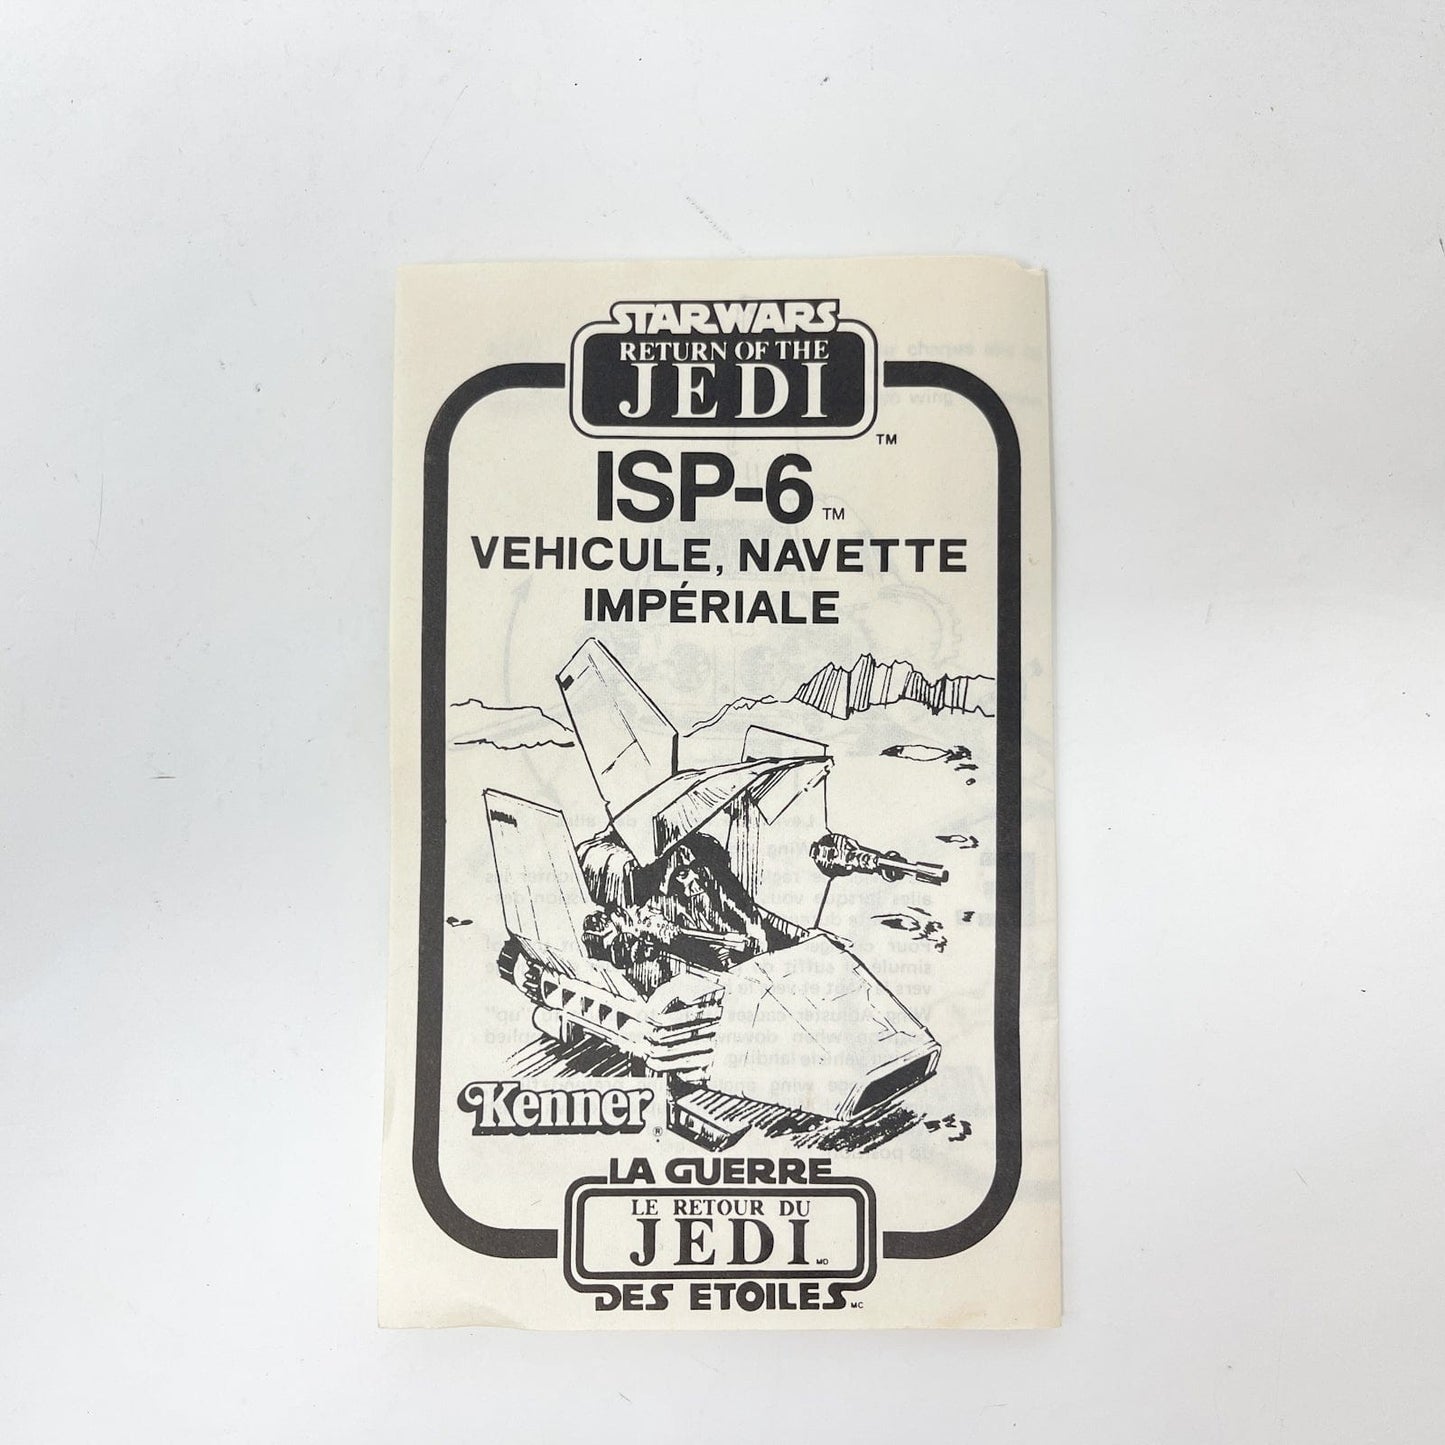 STAR WARS
RETURN OF THE
JEDI
TM
ISP-6 TM
VEHICULE, NAVETTE
IMPÉRIALE
Kenner ®
LA GUERRE
LE RETOUR DU
JEDI MD
DES ETOILES MC